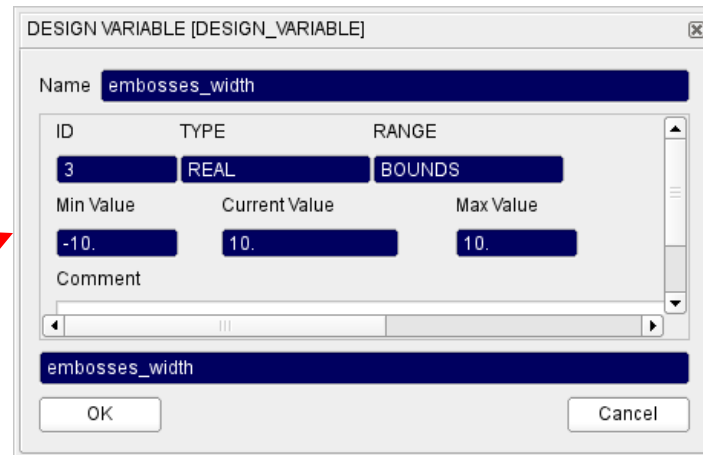 DESIGN VARIABLE [DESIGN_VARIABLE]
Name embosses_width
ID TYPE RANGE
3 REAL BOUNDS
Min Value Current Value Max Value
-10. 10. 10.
Comment
embosses_width
OK Cancel